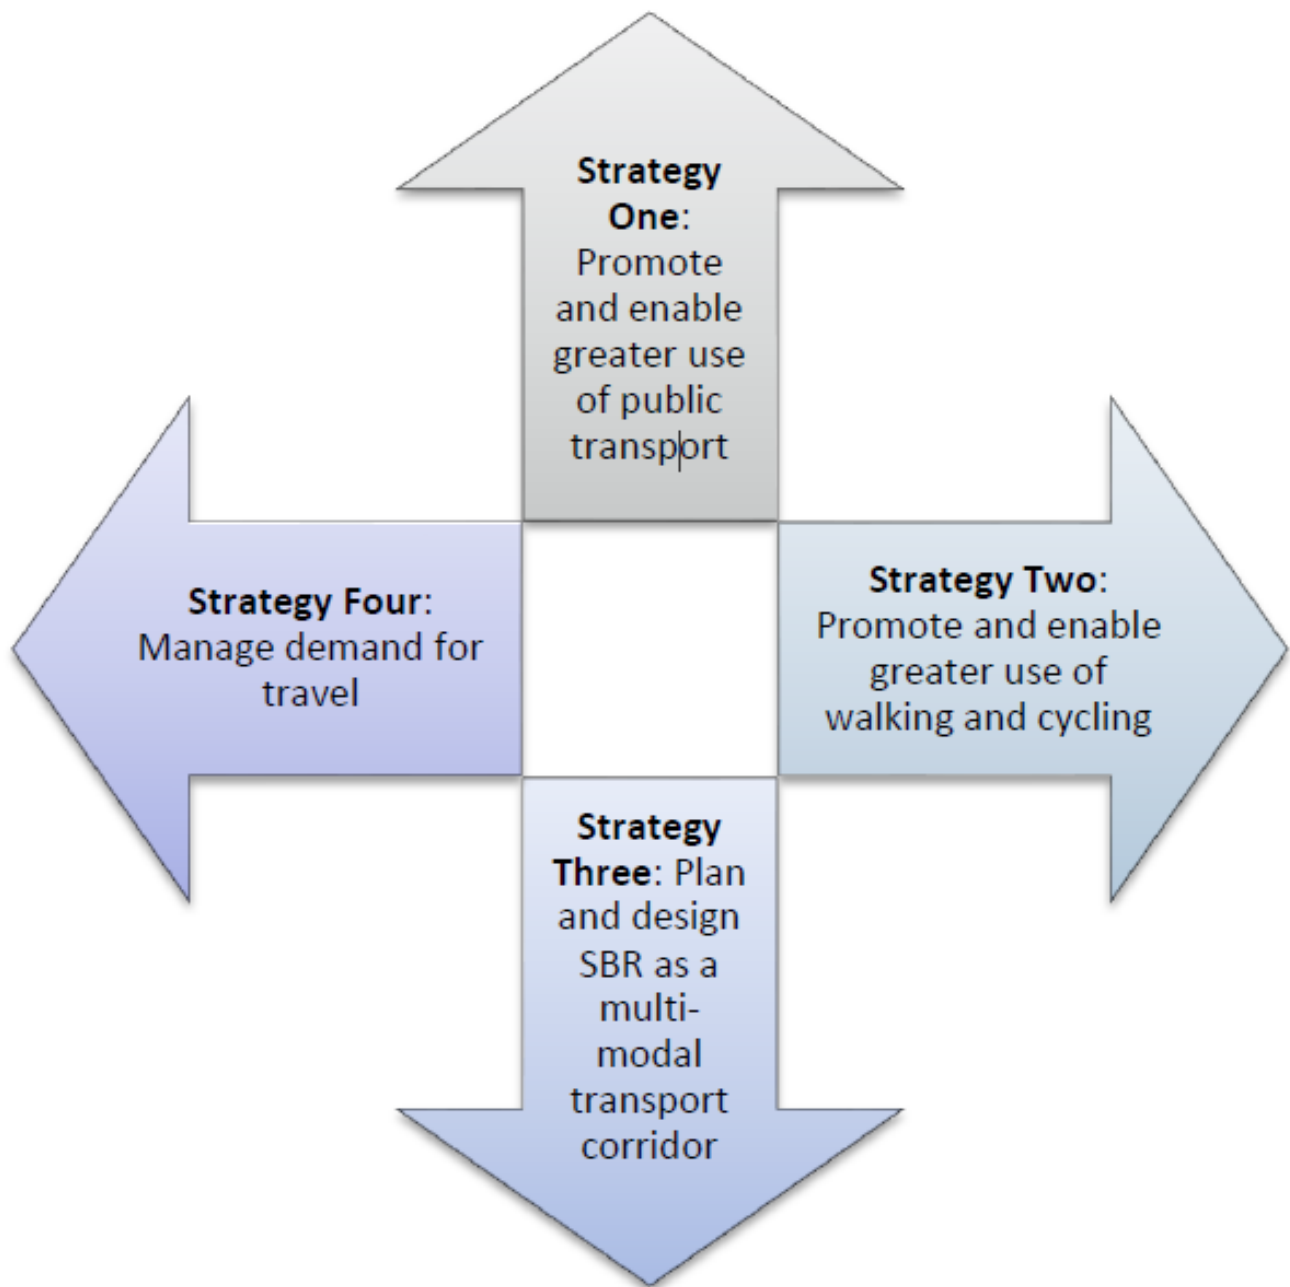 Strategy
One:
Promote
and enable
greater use
of public
transport
Strategy Two:
Promote and enable
greater use of
walking and cycling
Strategy
Three: Plan
and design
SBR as a
multi-
modal
transport
corridor
Strategy Four:
Manage demand for
travel